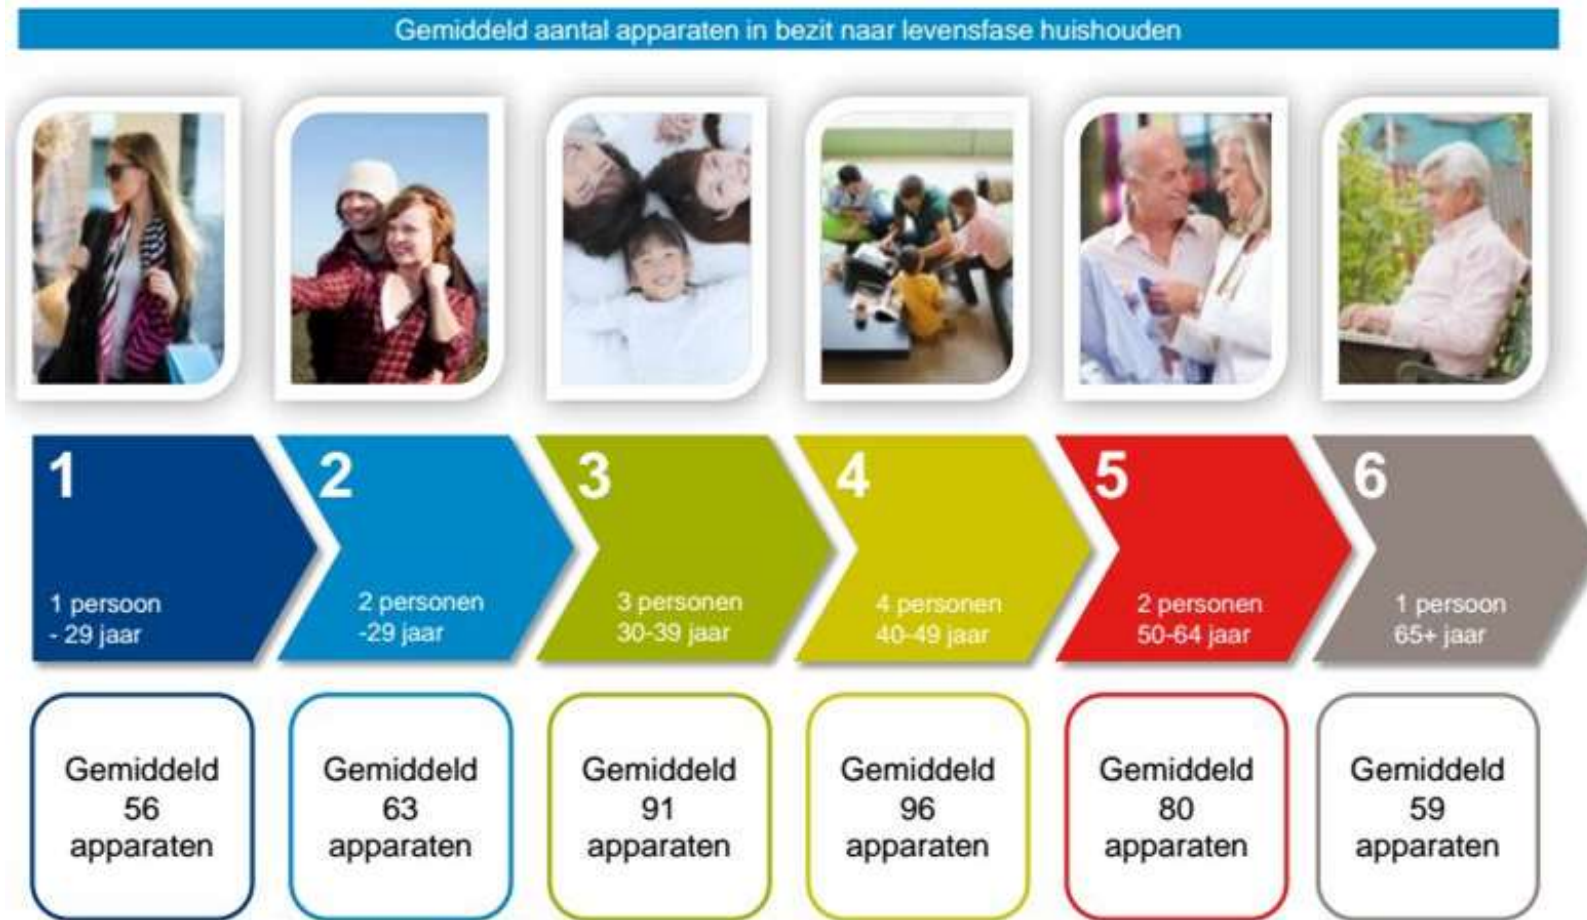 Gemiddeld aantal apparaten in bezit naar levensfase huishouden
1
1 persoon
- 29 jaar
2
2 personen
-29 jaar
3
3 personen
30-39 jaar
4
4 personen
40-49 jaar
5
2 personen
50-64 jaar
6
1 persoon
65+ jaar
Gemiddeld
56
apparaten
Gemiddeld
63
apparaten
Gemiddeld
91
apparaten
Gemiddeld
96
apparaten
Gemiddeld
80
apparaten
Gemiddeld
59
apparaten